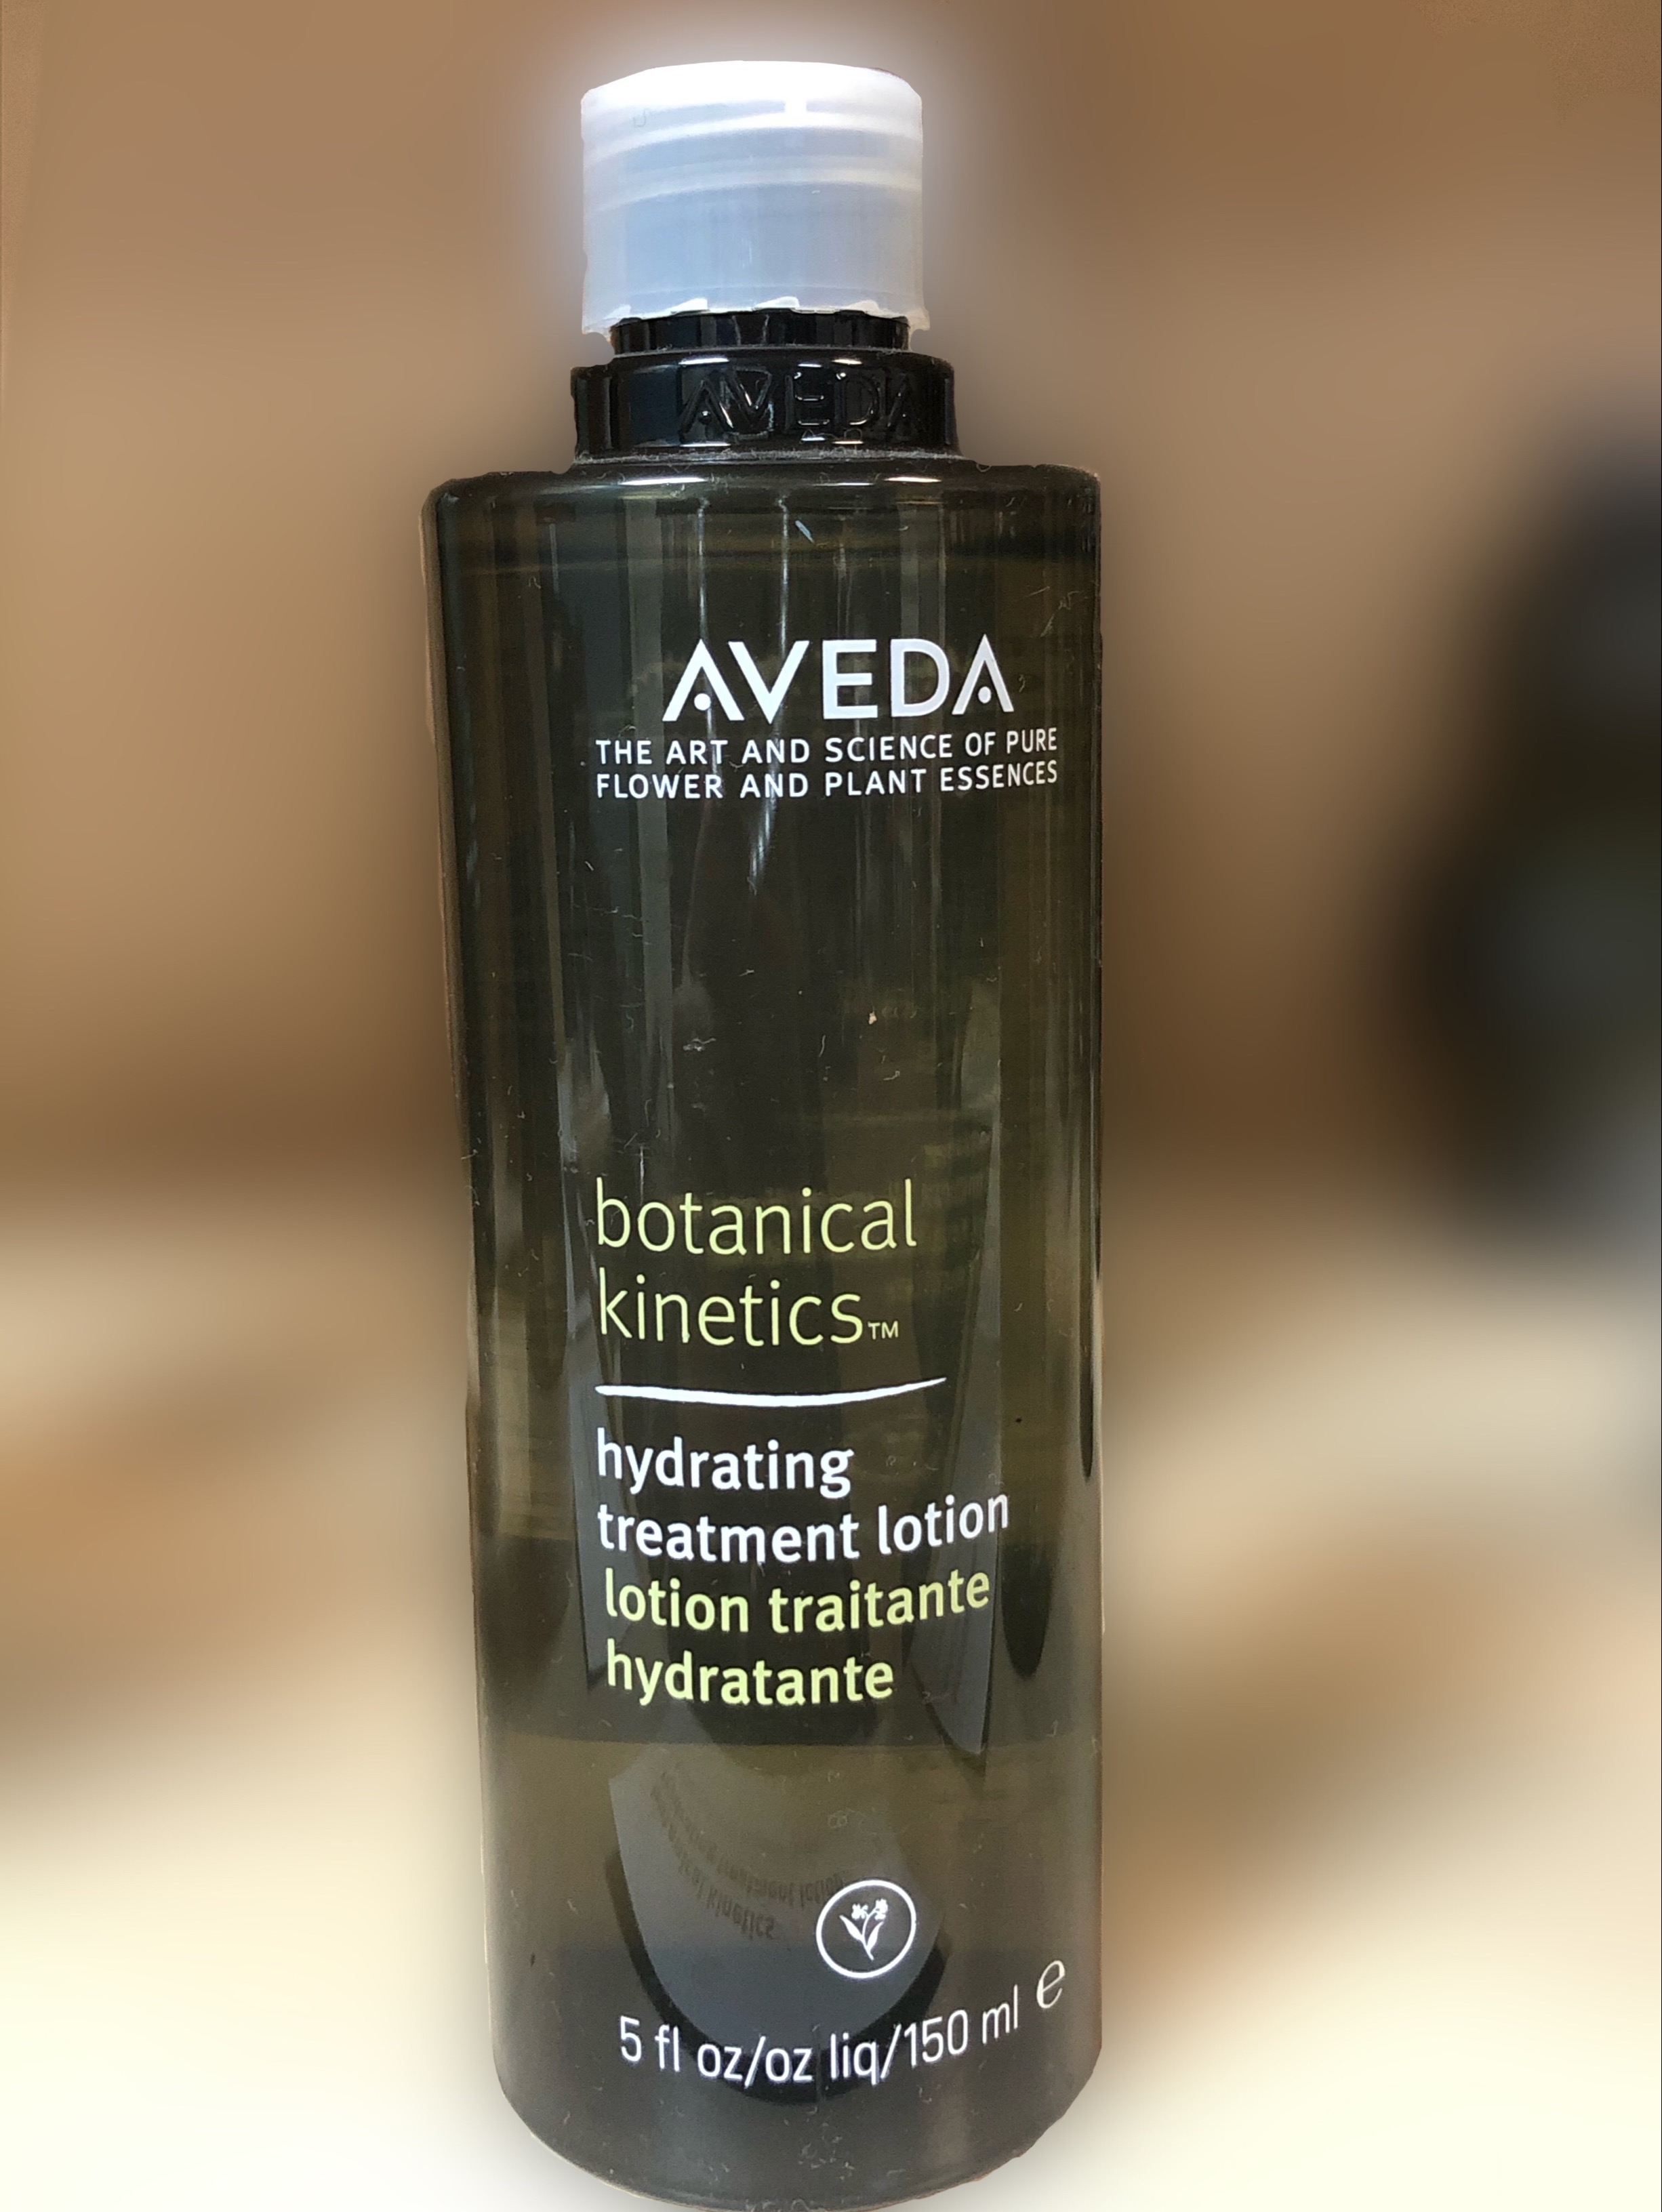 AVEDA
AVEDA
THE ART AND SCIENCE OF PURE
FLOWER AND PLANT ESSENCES
botanical
kinetics™
hydrating
treatment lotion
lotion traitante
hydratante
5 fl oz/oz liq/150 ml ℮